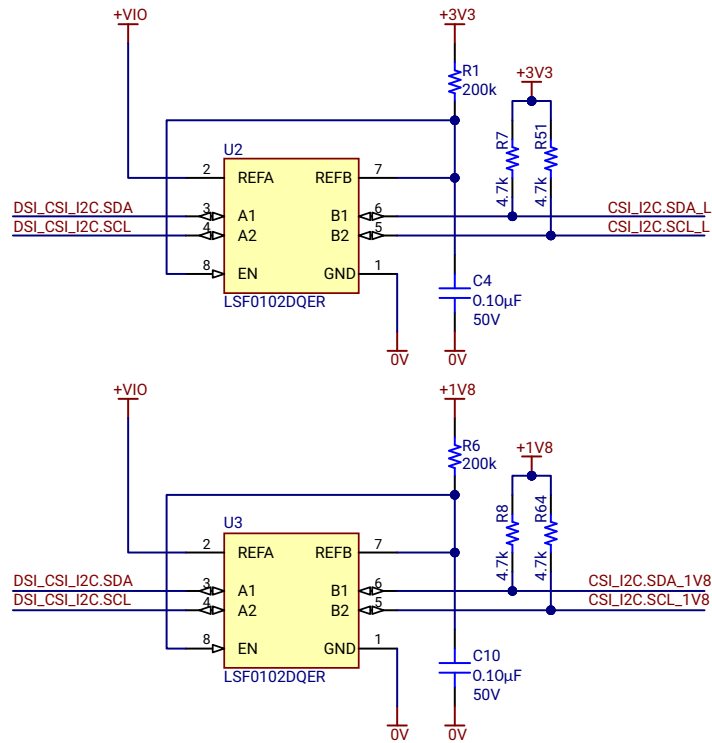 +VIO
+3V3
R1
200k
+3V3
U2
R7
R51
2
REFA
REFB
7
4.7k
4.7k
DSI_CSI_I2C.SDA
3
A1
B1
6
CSI_I2C.SDA_L
DSI_CSI_I2C.SCL
4
A2
B2
5
CSI_I2C.SCL_L
8
EN
GND
1
LSF0102DQER
C4
0.10µF
50V
0V
0V
+VIO
+1V8
R6
200k
+1V8
U3
R8
R64
2
REFA
REFB
7
4.7k
4.7k
DSI_CSI_I2C.SDA
3
A1
B1
6
CSI_I2C.SDA_1V8
DSI_CSI_I2C.SCL
4
A2
B2
5
CSI_I2C.SCL_1V8
8
EN
GND
1
LSF0102DQER
C10
0.10µF
50V
0V
0V